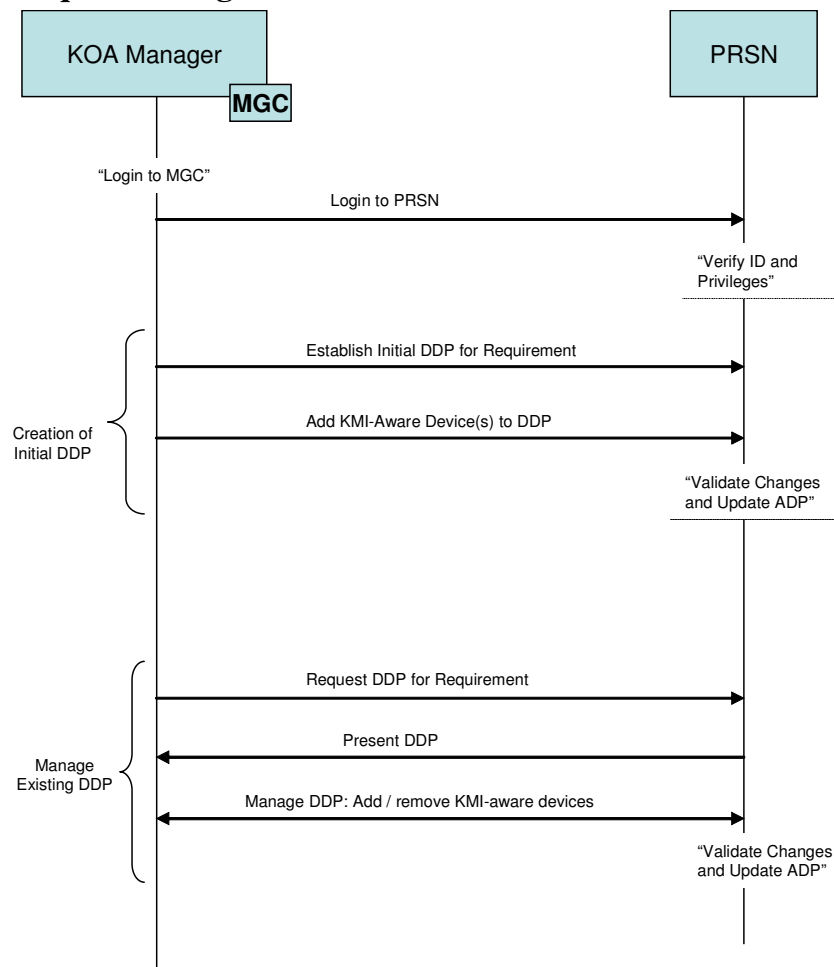 KOA Manager
PRSN
MGC
“Login to MGC”
Login to PRSN
“Verify ID and
Privileges”
Establish Initial DDP for Requirement
Add KMI-Aware Device(s) to DDP
Creation of
Initial DDP
“Validate Changes
and Update ADP”
Request DDP for Requirement
Present DDP
Manage
Existing DDP
Manage DDP: Add / remove KMI-aware devices
“Validate Changes
and Update ADP”